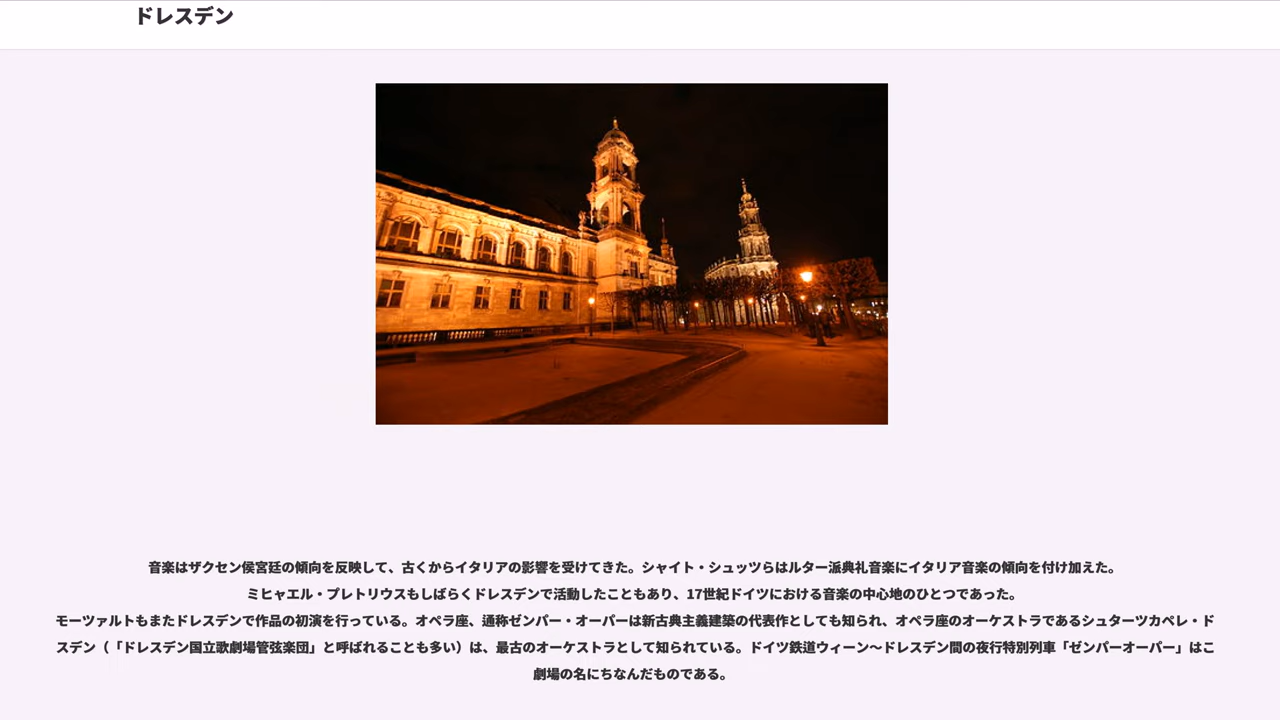 ドレスデン
音楽はザクセン侯宮廷の傾向を反映して、古くからイタリアの影響を受けてきた。シャイト・シュッツらはルター派典礼音楽にイタリア音楽の傾向を付け加えた。
ミヒャエル・プレトリウスもしばらくドレスデンで活動したこともあり、17世紀ドイツにおける音楽の中心地のひとつであった。
モーツァルトもまたドレスデンで作品の初演を行っている。オペラ座、通称ゼンパー・オーパーは新古典主義建築の代表作としても知られ、オペラ座のオーケストラであるシュターツカペレ・ド
スデン（「ドレスデン国立歌劇場管弦楽団」と呼ばれることも多い）は、最古のオーケストラとして知られている。ドイツ鉄道ウィーン〜ドレスデン間の夜行特別列車「ゼンパーオーパー」はこ
劇場の名にちなんだものである。